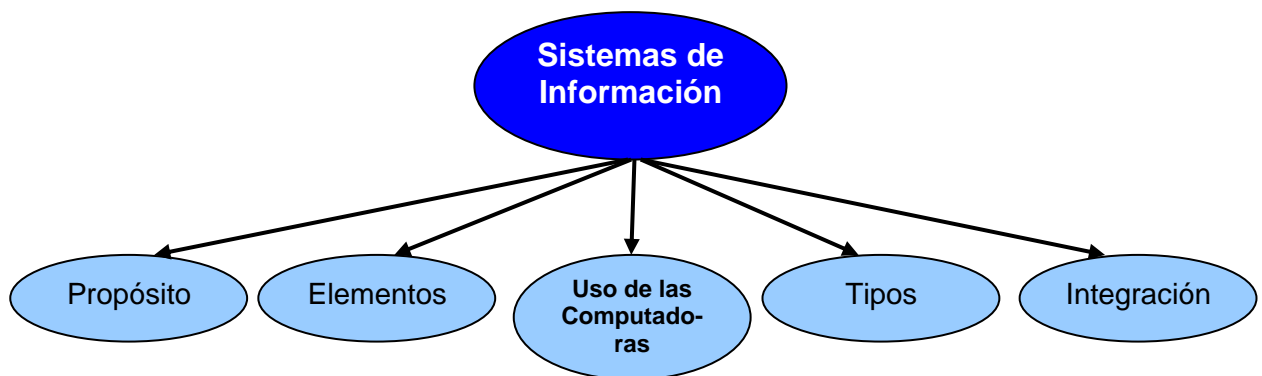 Sistemas de
Información
Propósito
Elementos
Uso de las
Computado-
ras
Tipos
Integración